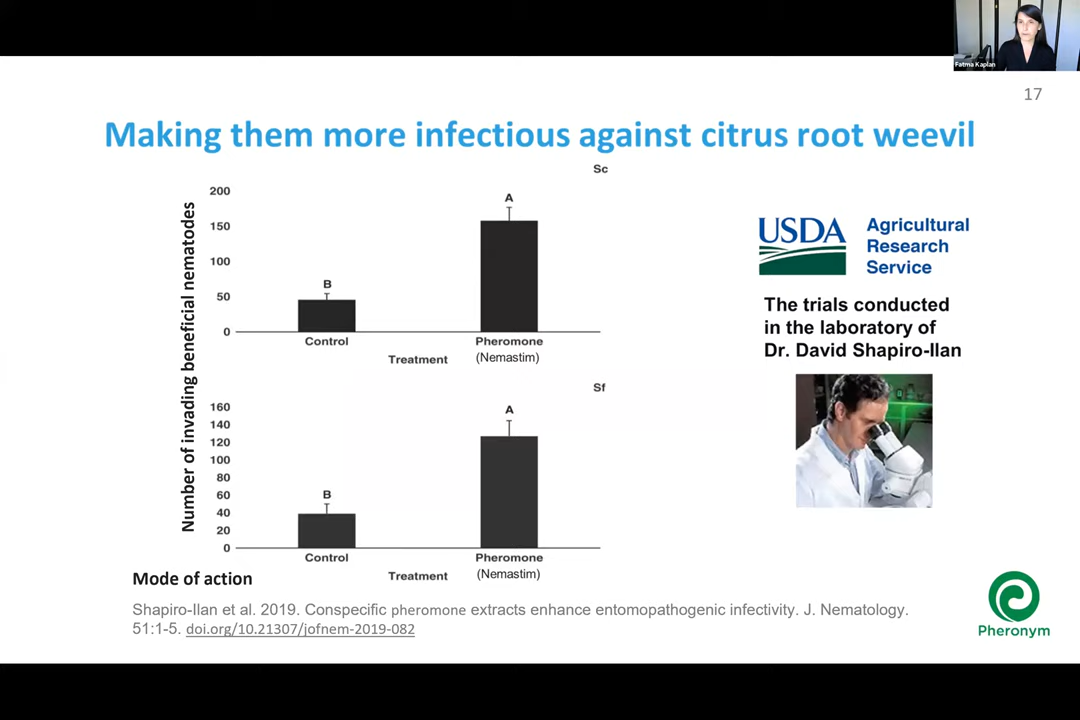 Fatma Kaplan
17
Making them more infectious against citrus root weevil
Sc
Number of invading beneficial nematodes
200
150
100
50
0
B
A
Control
Pheromone
(Nemastim)
Treatment
Sf
160
140
120
100
80
60
40
20
0
B
A
Control
Pheromone
(Nemastim)
Treatment
USDA
Agricultural
Research
Service
The trials conducted
in the laboratory of
Dr. David Shapiro-Ilan
Mode of action
Shapiro-Ilan et al. 2019. Conspecific pheromone extracts enhance entomopathogenic infectivity. J. Nematology.
51:1-5. doi.org/10.21307/jofnem-2019-082
Pheronym